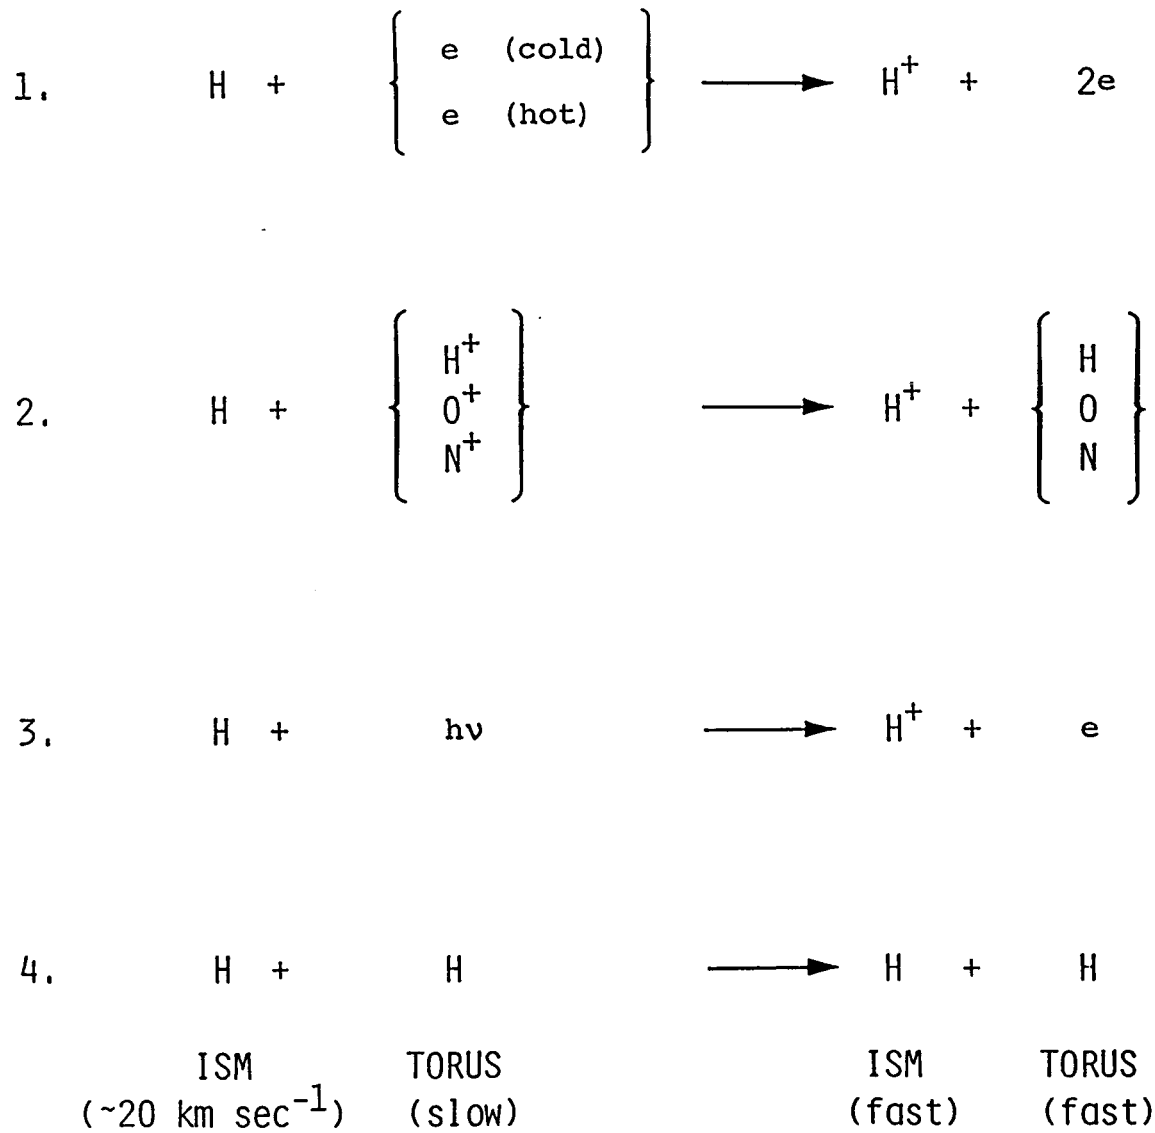 e (cold)
1. H + { } ⟶ H⁺ + 2e
e (hot)
H⁺ H
2. H + { O⁺ } ⟶ H⁺ + { O }
N⁺ N
3. H + hν ⟶ H⁺ + e
4. H + H ⟶ H + H
ISM TORUS ISM TORUS
(~20 km sec⁻¹) (slow) (fast) (fast)